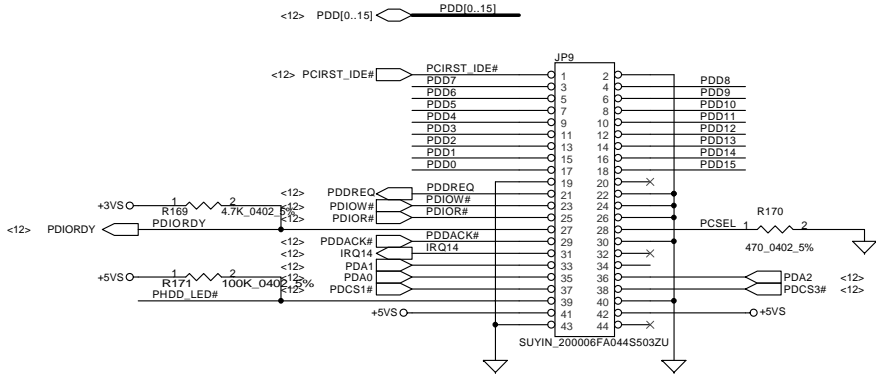 <12> PDD[0..15] PDD[0..15]
JP9
<12> PCIRST_IDE# PCIRST_IDE# 1 2
PDD7 3 4 PDD8
PDD6 5 6 PDD9
PDD5 7 8 PDD10
PDD4 9 10 PDD11
PDD3 11 12 PDD12
PDD2 13 14 PDD13
PDD1 15 16 PDD14
PDD0 17 18 PDD15
19 20
<12> PDDREQ PDDREQ 21 22
+3VS 1 2 <12> PDIOW# PDIOW# 23 24
R169 4.7K_0402_5% <12> PDIOR# PDIOR# 25 26 R170
<12> PDIORDY PDIORDY 27 28 PCSEL 1 2
<12> PDDACK# PDDACK# 29 30 470_0402_5%
<12> IRQ14 IRQ14 31 32
<12> PDA1 33 34
+5VS 1 2 <12> PDA0 35 36 PDA2 <12>
R171 100K_0402_5% <12> PDCS1# 37 38 PDCS3# <12>
PHDD_LED# 39 40
+5VS 41 42 +5VS
43 44
SUYIN_200006FA044S503ZU